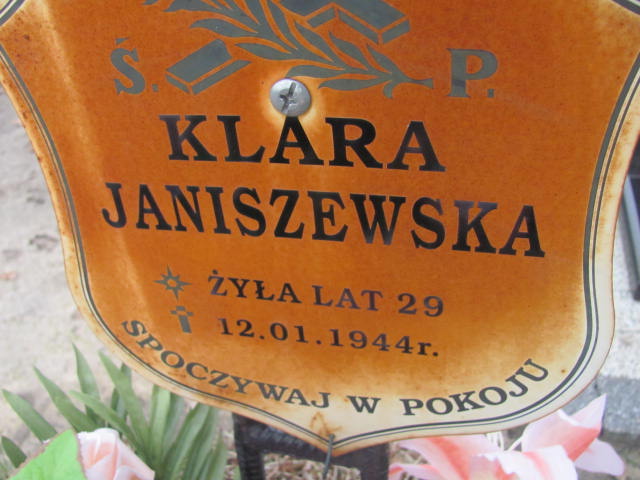 Ś. P.
KLARA
JANISZEWSKA
ŻYŁA LAT 29
12.01.1944r.
SPOCZYWAJ W POKOJU